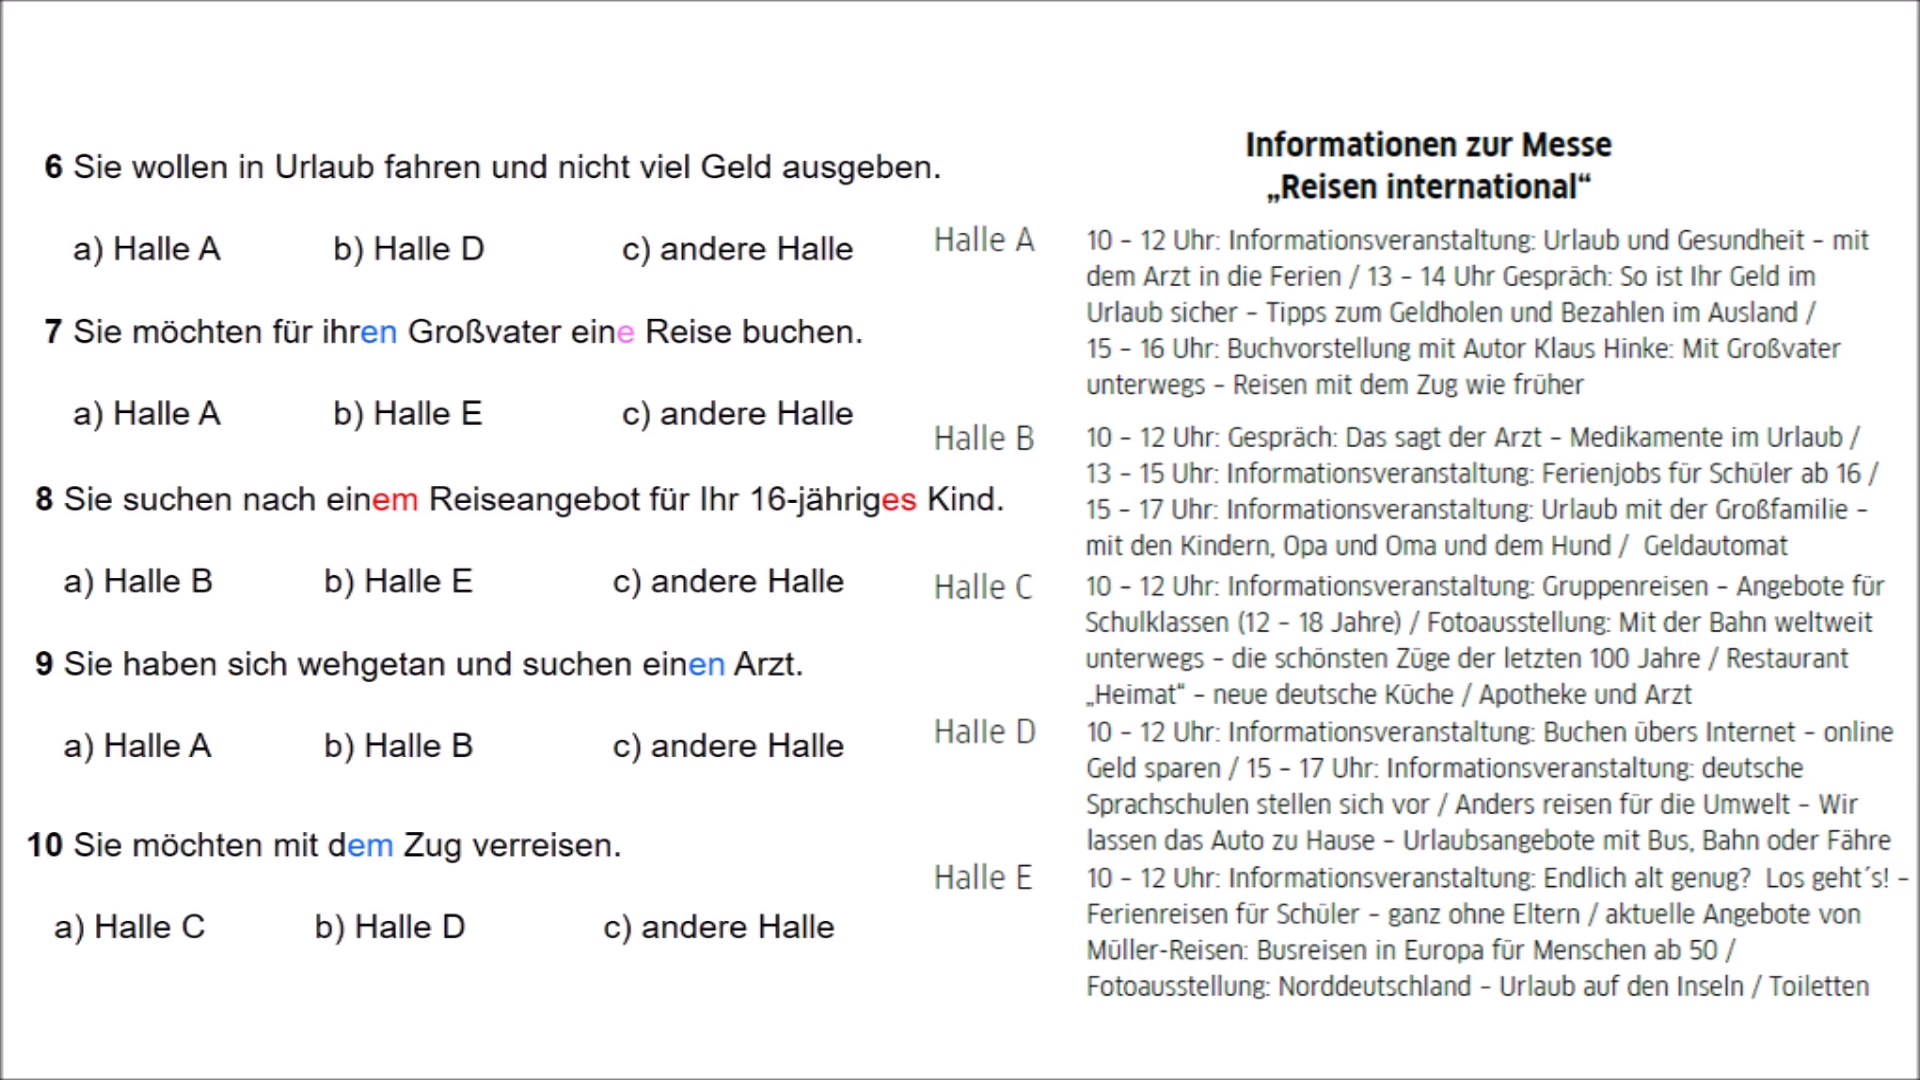 6 Sie wollen in Urlaub fahren und nicht viel Geld ausgeben.
a) Halle A b) Halle D c) andere Halle
7 Sie möchten für ihren Großvater eine Reise buchen.
a) Halle A b) Halle E c) andere Halle
8 Sie suchen nach einem Reiseangebot für Ihr 16-jähriges Kind.
a) Halle B b) Halle E c) andere Halle
9 Sie haben sich wehgetan und suchen einen Arzt.
a) Halle A b) Halle B c) andere Halle
10 Sie möchten mit dem Zug verreisen.
a) Halle C b) Halle D c) andere Halle
Informationen zur Messe
„Reisen international“
Halle A 10 – 12 Uhr: Informationsveranstaltung: Urlaub und Gesundheit – mit
dem Arzt in die Ferien / 13 – 14 Uhr Gespräch: So ist Ihr Geld im
Urlaub sicher – Tipps zum Geldholen und Bezahlen im Ausland /
15 – 16 Uhr: Buchvorstellung mit Autor Klaus Hinke: Mit Großvater
unterwegs – Reisen mit dem Zug wie früher
Halle B 10 – 12 Uhr: Gespräch: Das sagt der Arzt – Medikamente im Urlaub /
13 – 15 Uhr: Informationsveranstaltung: Ferienjobs für Schüler ab 16 /
15 – 17 Uhr: Informationsveranstaltung: Urlaub mit der Großfamilie –
mit den Kindern, Opa und Oma und dem Hund / Geldautomat
Halle C 10 – 12 Uhr: Informationsveranstaltung: Gruppenreisen – Angebote für
Schulklassen (12 – 18 Jahre) / Fotoausstellung: Mit der Bahn weltweit
unterwegs – die schönsten Züge der letzten 100 Jahre / Restaurant
„Heimat“ – neue deutsche Küche / Apotheke und Arzt
Halle D 10 – 12 Uhr: Informationsveranstaltung: Buchen übers Internet – online
Geld sparen / 15 – 17 Uhr: Informationsveranstaltung: deutsche
Sprachschulen stellen sich vor / Anders reisen für die Umwelt – Wir
lassen das Auto zu Hause – Urlaubsangebote mit Bus, Bahn oder Fähre
Halle E 10 – 12 Uhr: Informationsveranstaltung: Endlich alt genug? Los geht´s! –
Ferienreisen für Schüler – ganz ohne Eltern / aktuelle Angebote von
Müller-Reisen: Busreisen in Europa für Menschen ab 50 /
Fotoausstellung: Norddeutschland – Urlaub auf den Inseln / Toiletten